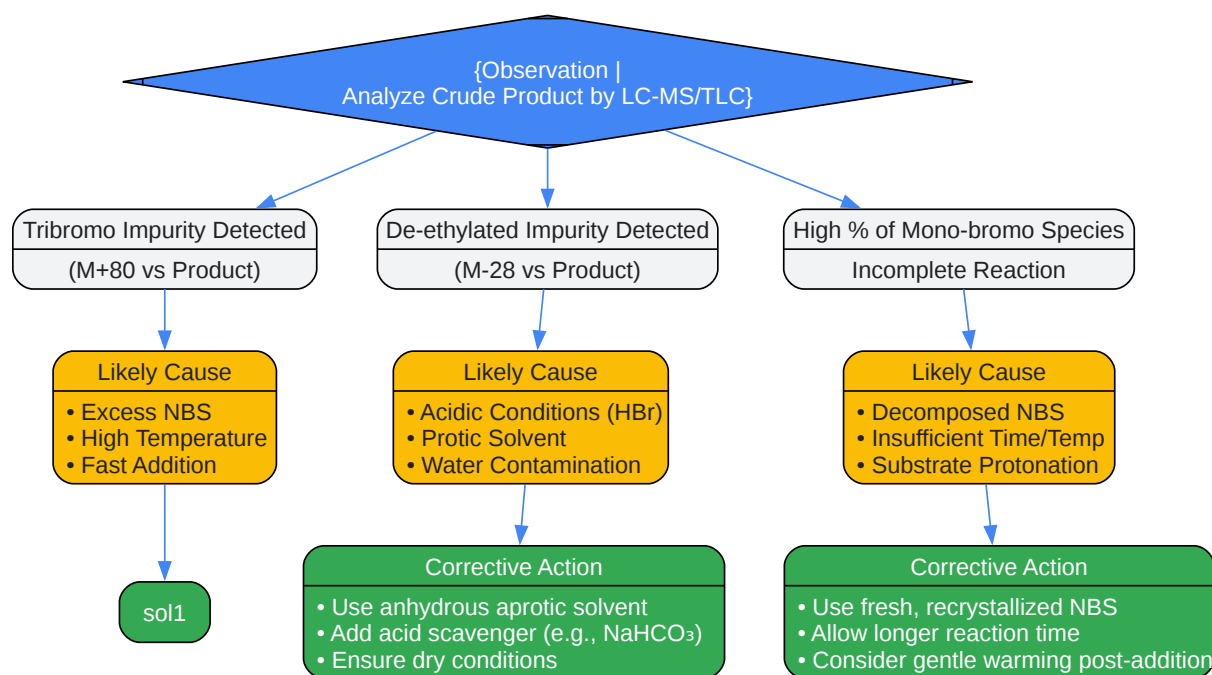 {Observation |
Analyze Crude Product by LC-MS/TLC}
Tribromo Impurity Detected
(M+80 vs Product)
De-ethylated Impurity Detected
(M-28 vs Product)
High % of Mono-bromo Species
Incomplete Reaction
Likely Cause
• Excess NBS
• High Temperature
• Fast Addition
Likely Cause
• Acidic Conditions (HBr)
• Protic Solvent
• Water Contamination
Likely Cause
• Decomposed NBS
• Insufficient Time/Temp
• Substrate Protonation
sol1
Corrective Action
• Use anhydrous aprotic solvent
• Add acid scavenger (e.g., NaHCO₃)
• Ensure dry conditions
Corrective Action
• Use fresh, recrystallized NBS
• Allow longer reaction time
• Consider gentle warming post-addition